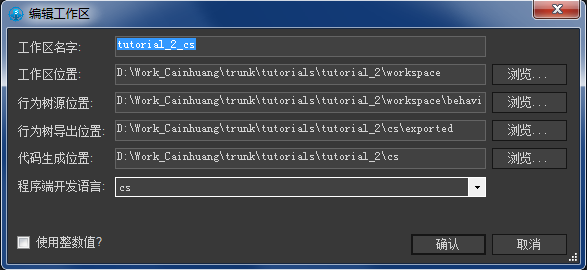 编辑工作区
工作区名字: tutorial_2_cs
工作区位置: D:\Work_Cainhuang\trunk\tutorials\tutorial_2\workspace 浏览...
行为树源位置: D:\Work_Cainhuang\trunk\tutorials\tutorial_2\workspace\behavi 浏览...
行为树导出位置: D:\Work_Cainhuang\trunk\tutorials\tutorial_2\cs\exported 浏览...
代码生成位置: D:\Work_Cainhuang\trunk\tutorials\tutorial_2\cs 浏览...
程序端开发语言: cs
使用整数值? 确认 取消